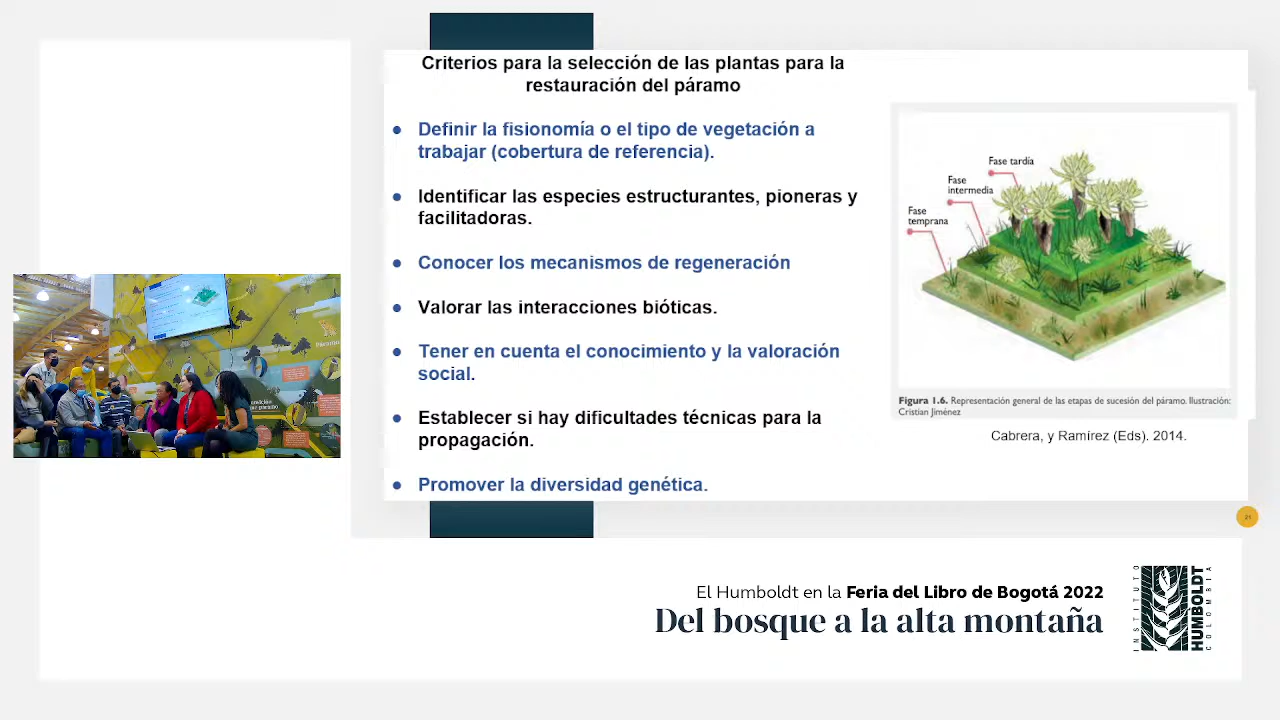 Criterios para la selección de las plantas para la
restauración del páramo
● Definir la fisionomía o el tipo de vegetación a
trabajar (cobertura de referencia).
● Identificar las especies estructurantes, pioneras y
facilitadoras.
● Conocer los mecanismos de regeneración
● Valorar las interacciones bióticas.
● Tener en cuenta el conocimiento y la valoración
social.
● Establecer si hay dificultades técnicas para la
propagación.
● Promover la diversidad genética.
Fase tardía
Fase
intermedia
Fase
temprana
Figura 1.6. Representación general de las etapas de sucesión del páramo. Ilustración:
Cristian Jiménez
Cabrera, y Ramírez (Eds). 2014.
21
El Humboldt en la Feria del Libro de Bogotá 2022
Del bosque a la alta montaña
INSTITUTO
HUMBOLDT
COLOMBIA